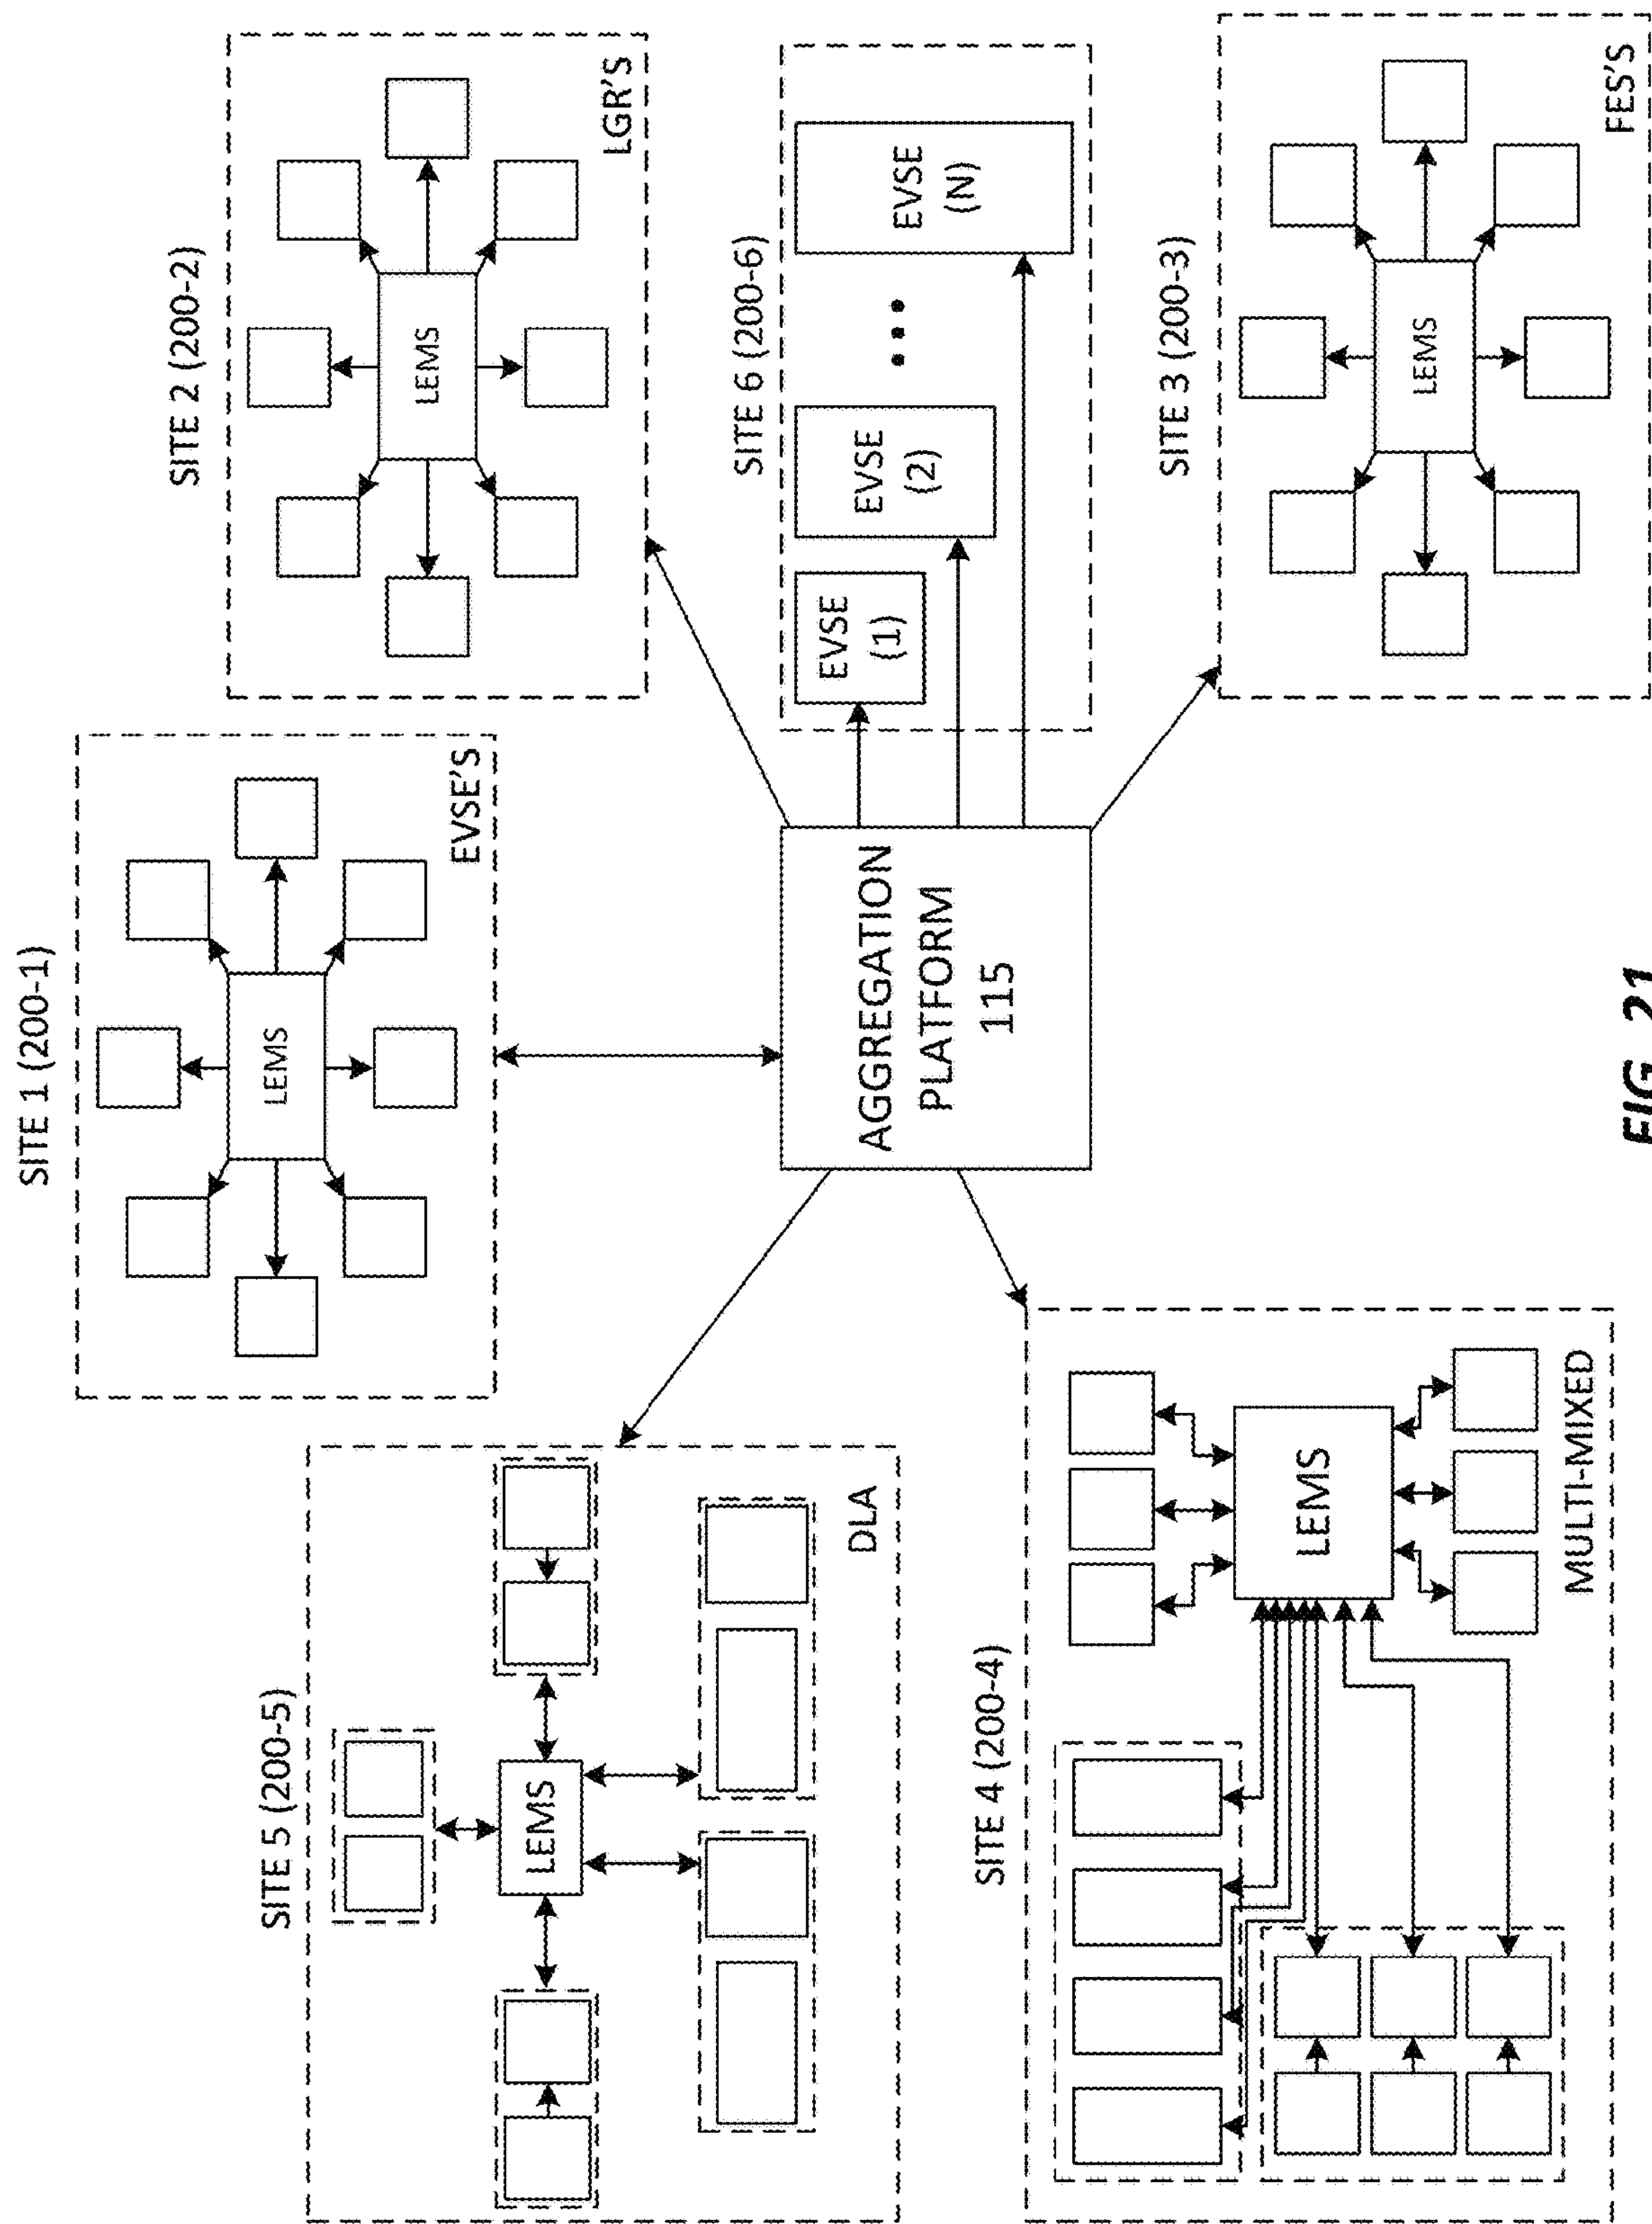 SITE 1 (200-1)
LEMS
EVSE'S
SITE 2 (200-2)
LEMS
LGR'S
SITE 5 (200-5)
LEMS
DLA
AGGREGATION
PLATFORM
115
SITE 6 (200-6)
EVSE
(1)
EVSE
(2)
EVSE
(N)
SITE 4 (200-4)
LEMS
MULTI-MIXED
SITE 3 (200-3)
LEMS
FES'S
FIG. 21